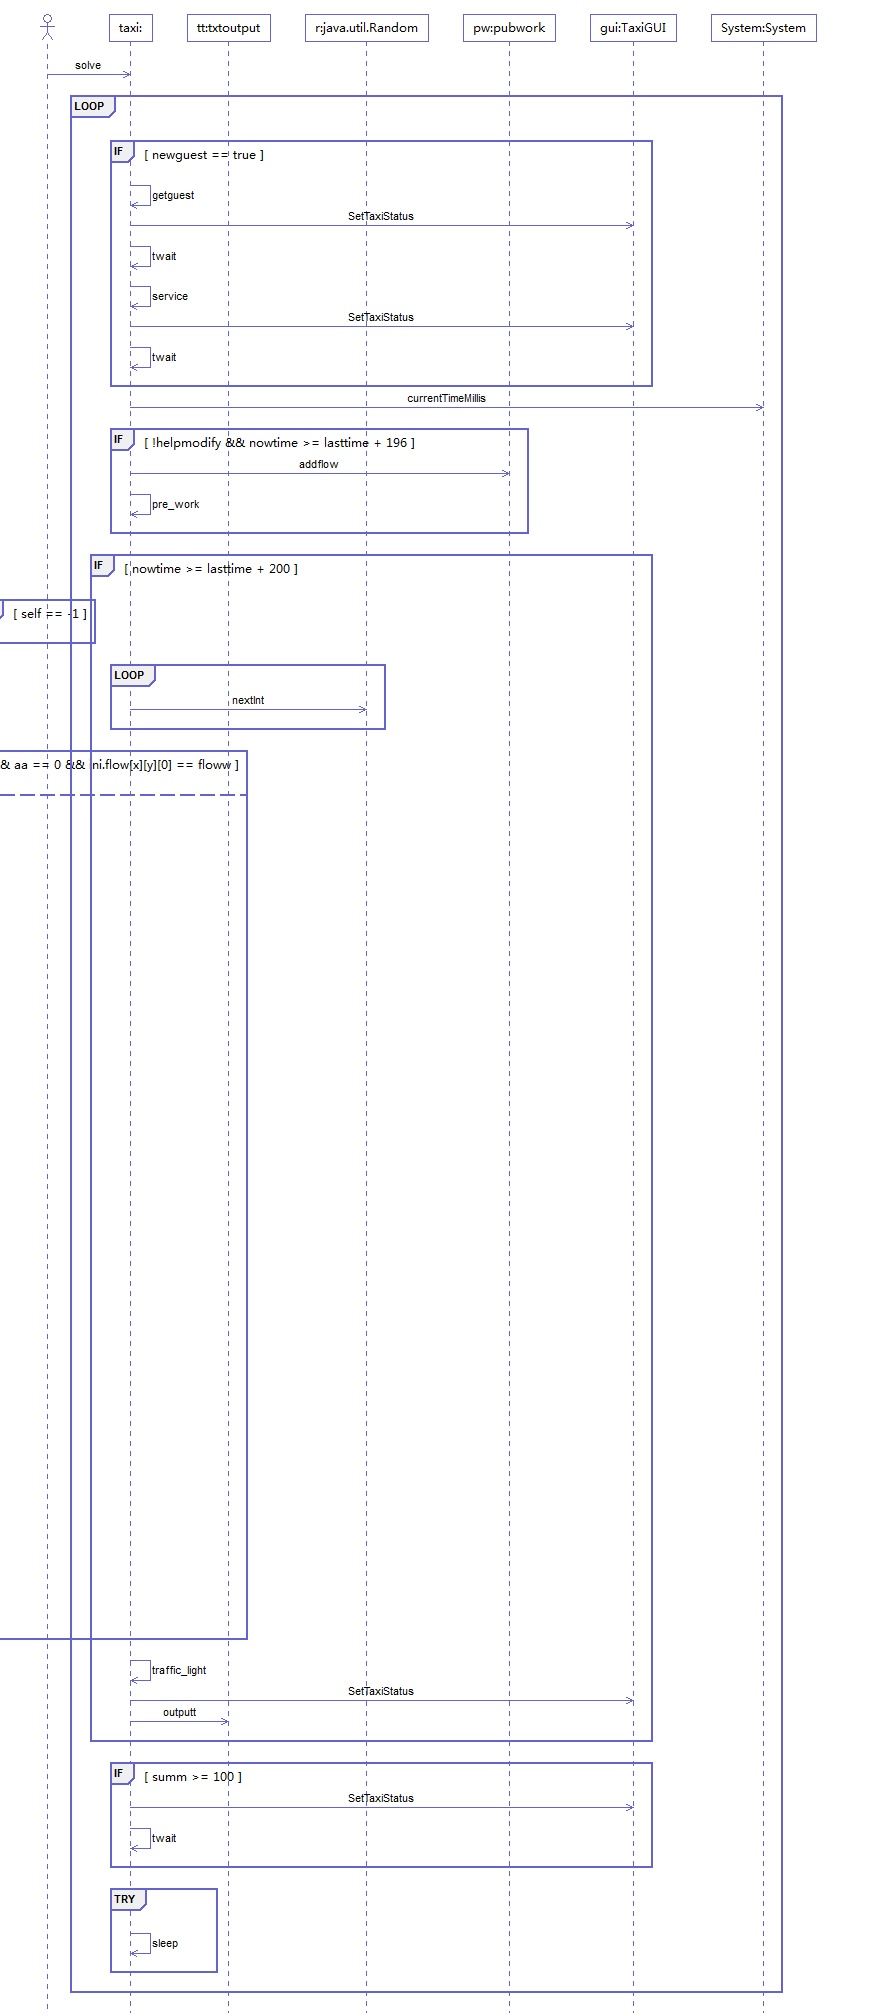 taxi: tt:txtoutput r:java.util.Random pw:pubwork gui:TaxiGUI System:System
solve
LOOP
IF [ newguest == true ]
getguest
SetTaxiStatus
twait
service
SetTaxiStatus
twait
currentTimeMillis
IF [ !helpmodify && nowtime >= lasttime + 196 ]
addflow
pre_work
IF [ nowtime >= lasttime + 200 ]
[ self == -1 ]
LOOP
nextInt
& aa == 0 && ini.flow[x][y][0] == floww ]
traffic_light
SetTaxiStatus
outputt
IF [ summ >= 100 ]
SetTaxiStatus
twait
TRY
sleep